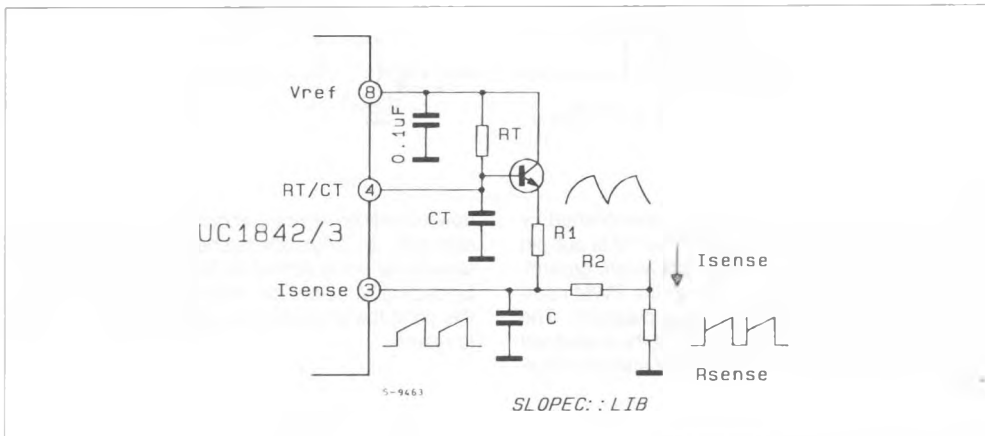 Vref
8
0.1uF
RT
RT/CT
4
CT
R1
UC1842/3
R2
Isense
Isense
3
C
Rsense
S-9463
SLOPEC::LIB